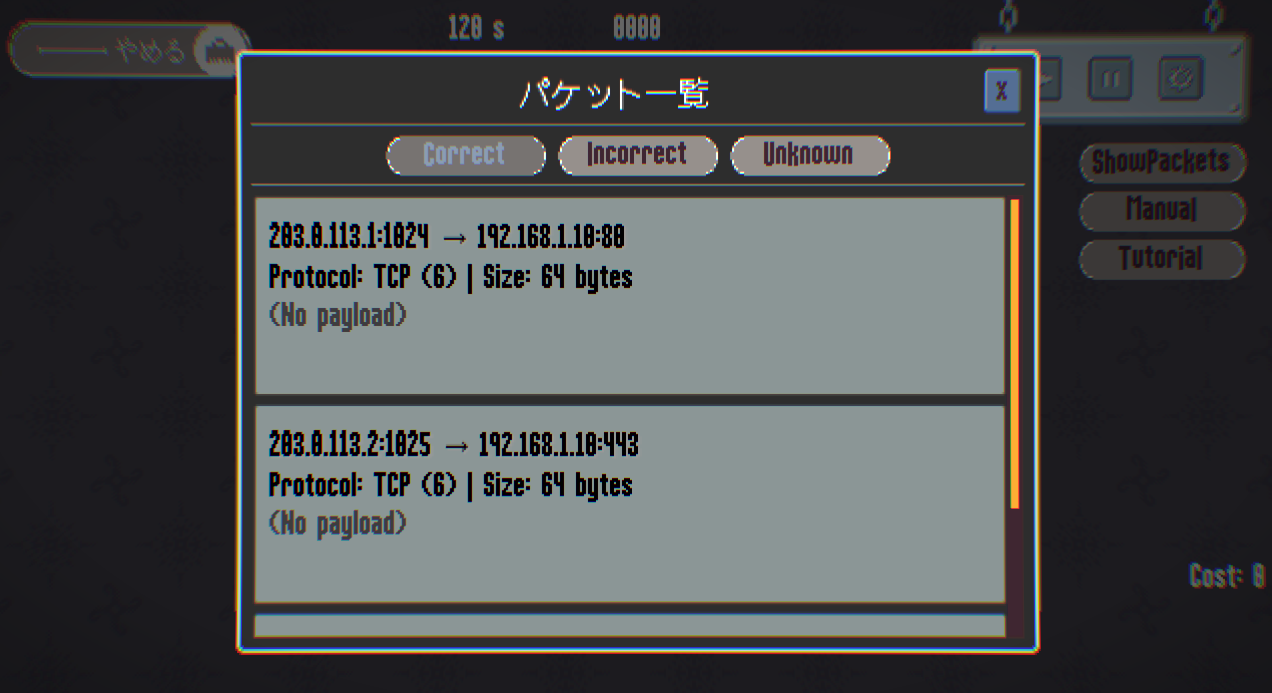 120 s
0000
やめる
パケット一覧
X
Correct
Incorrect
Unknown
203.0.113.1:1024 → 192.168.1.10:80
Protocol: TCP (6) | Size: 64 bytes
(No payload)
203.0.113.2:1025 → 192.168.1.10:443
Protocol: TCP (6) | Size: 64 bytes
(No payload)
ShowPackets
Manual
Tutorial
Cost: 0